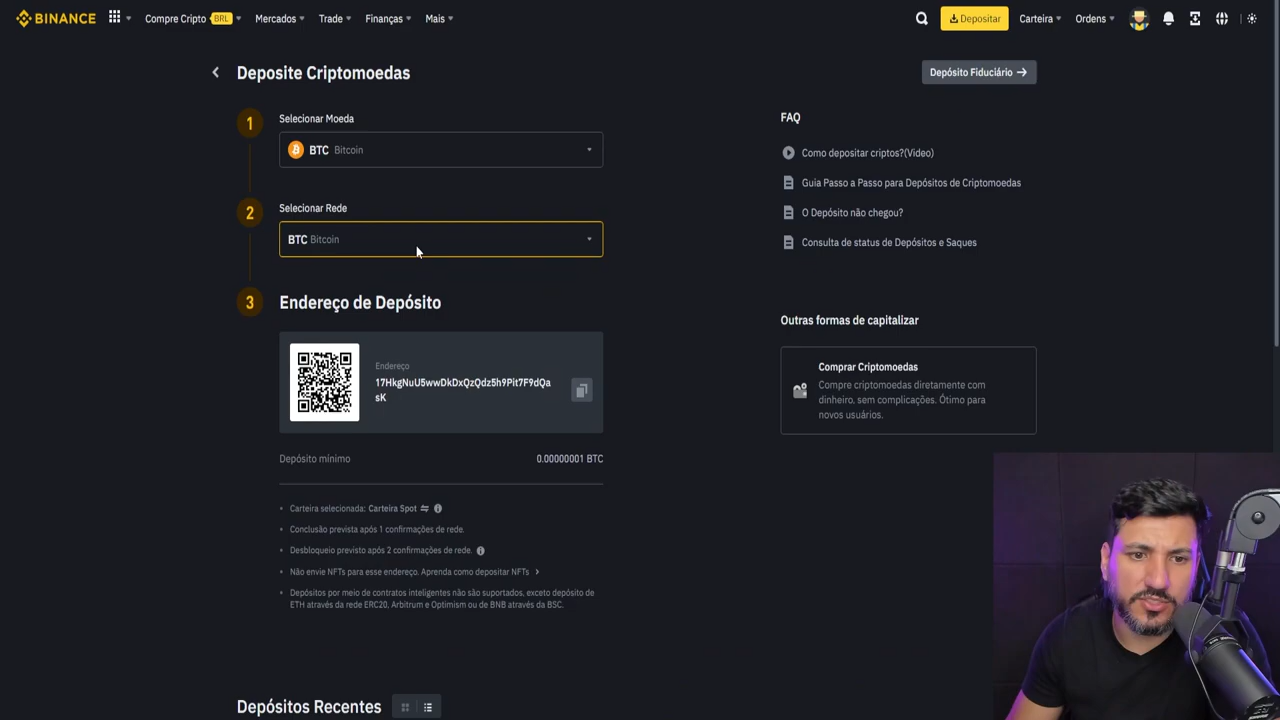 BINANCE
Compre Cripto BRL Mercados Trade Finanças Mais Depositar Carteira Ordens
Deposite Criptomoedas
Depósito Fiduciário →
1
Selecionar Moeda
BTC Bitcoin
2
Selecionar Rede
BTC Bitcoin
3
Endereço de Depósito
Endereço
17HkgNuU5wwDkDxQzQdz5h9Pit7F9dQa
sK
Depósito mínimo 0.00000001 BTC
• Carteira selecionada: Carteira Spot
• Conclusão prevista após 1 confirmações de rede.
• Desbloqueio previsto após 2 confirmações de rede.
• Não envie NFTs para esse endereço. Aprenda como depositar NFTs >
• Depósitos por meio de contratos inteligentes não são suportados, exceto depósito de
ETH através da rede ERC20, Arbitrum e Optimism ou de BNB através da BSC.
Depósitos Recentes
FAQ
Como depositar criptos?(Video)
Guia Passo a Passo para Depósitos de Criptomoedas
O Depósito não chegou?
Consulta de status de Depósitos e Saques
Outras formas de capitalizar
Comprar Criptomoedas
Compre criptomoedas diretamente com
dinheiro, sem complicações. Ótimo para
novos usuários.